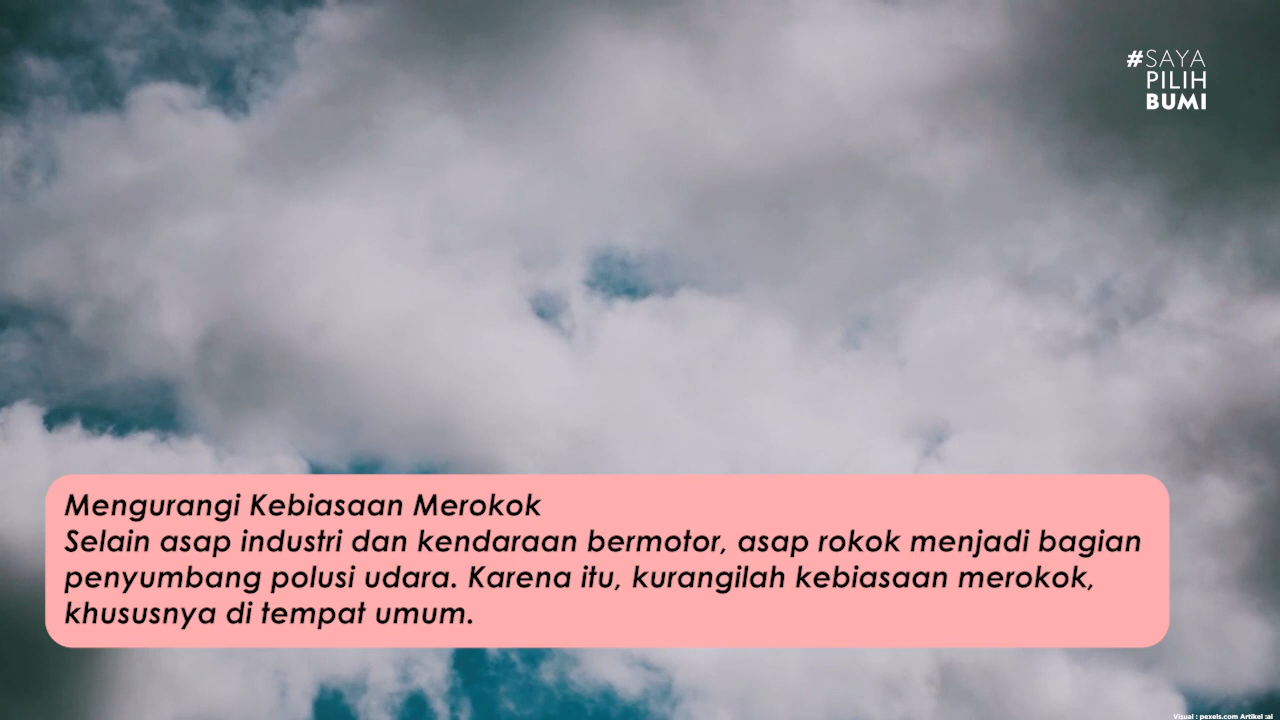 #SAYA
PILIH
BUMI
Mengurangi Kebiasaan Merokok
Selain asap industri dan kendaraan bermotor, asap rokok menjadi bagian
penyumbang polusi udara. Karena itu, kurangilah kebiasaan merokok,
khususnya di tempat umum.
Visual : pexels.com Artikel